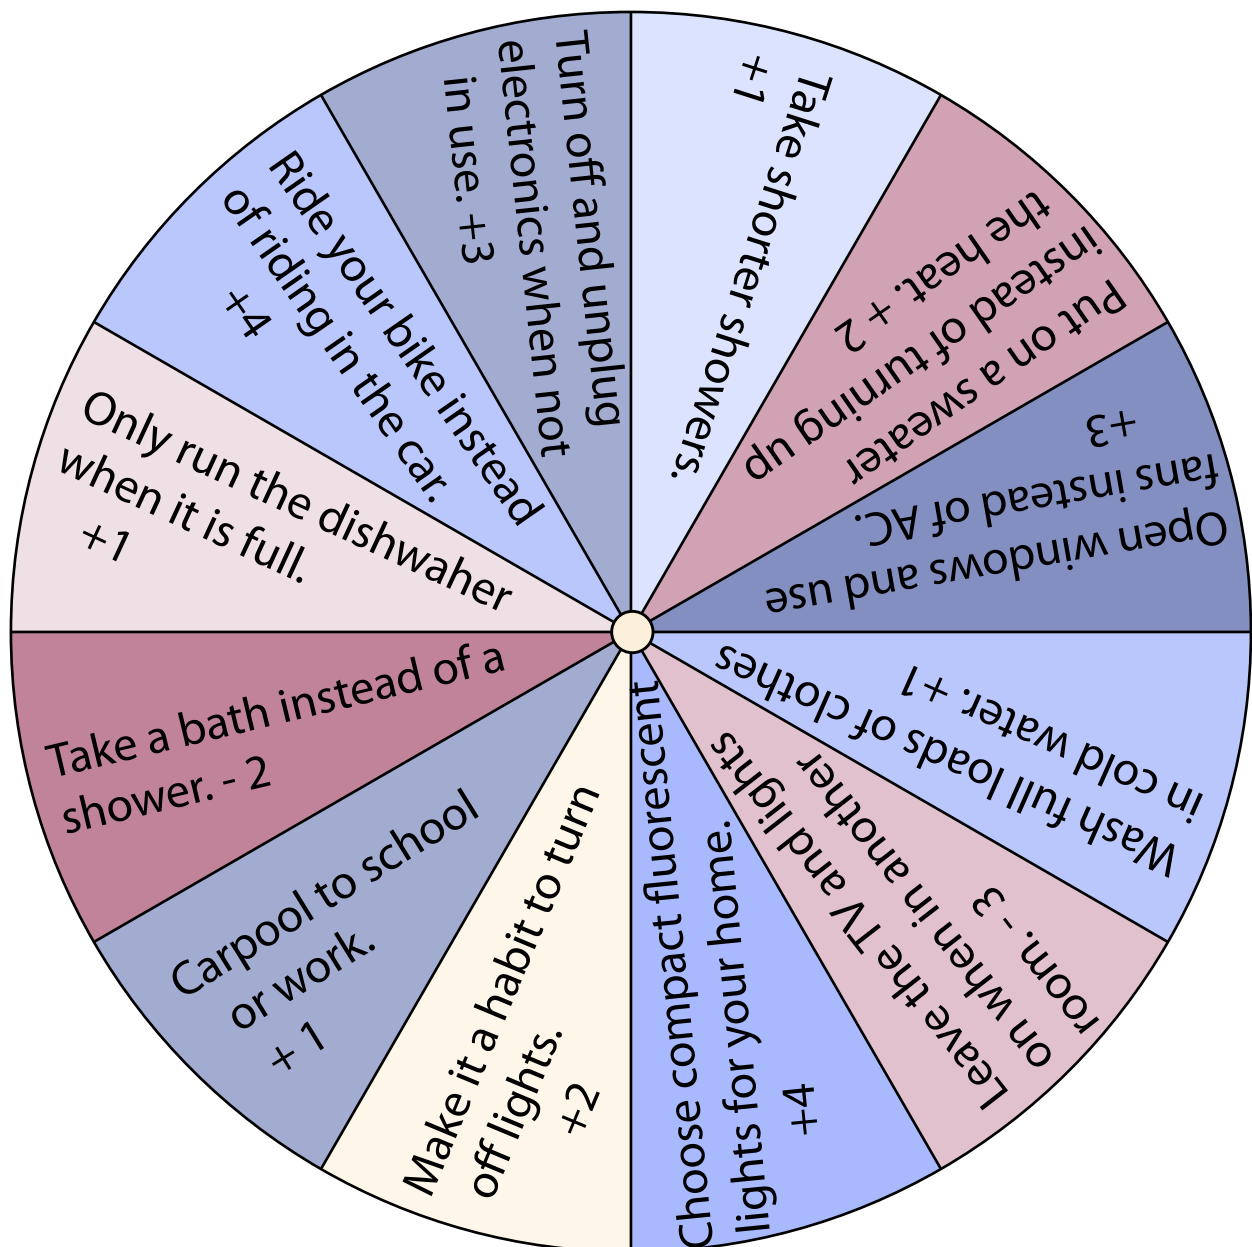 Take shorter showers.
+1
Put on a sweater
instead of turning up
the heat. + 2
Open windows and use
fans instead of AC.
+3
Wash full loads of clothes
in cold water. +1
Leave the TV and lights
on when in another
room. - 3
Choose compact fluorescent
lights for your home.
+4
Make it a habit to turn
off lights.
+2
Carpool to school
or work.
+ 1
Take a bath instead of a
shower. - 2
Only run the dishwaher
when it is full.
+1
Ride your bike instead
of riding in the car.
+4
Turn off and unplug
electronics when not
in use. +3